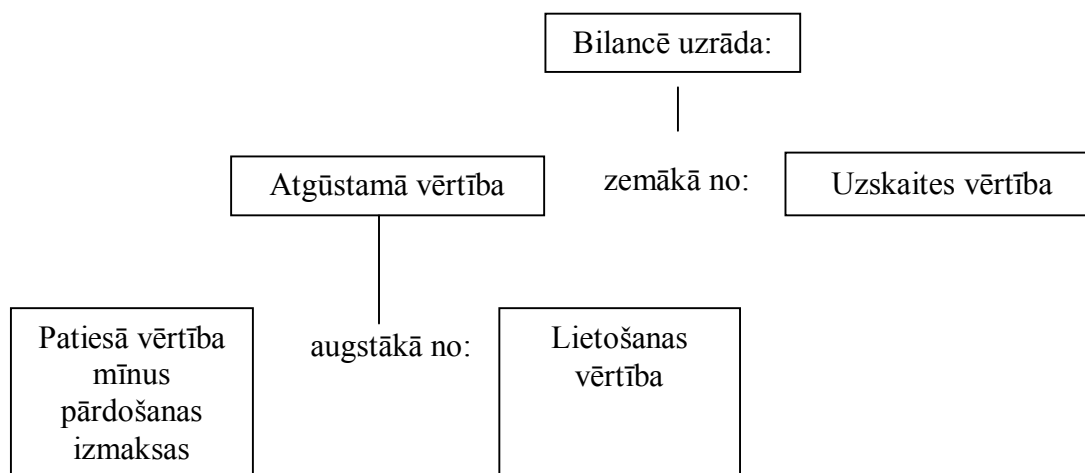 Bilancē uzrāda:
Atgūstamā vērtība
zemākā no:
Uzskaites vērtība
Patiesā vērtība
mīnus
pārdošanas
izmaksas
augstākā no:
Lietošanas
vērtība